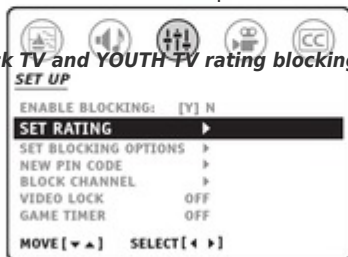 CC
k TV and YOUTH TV rating blocking
SET UP
ENABLE BLOCKING: [Y] N
SET RATING
SET BLOCKING OPTIONS
NEW PIN CODE
BLOCK CHANNEL
VIDEO LOCK OFF
GAME TIMER OFF
MOVE[▼▲] SELECT[◀ ▶]